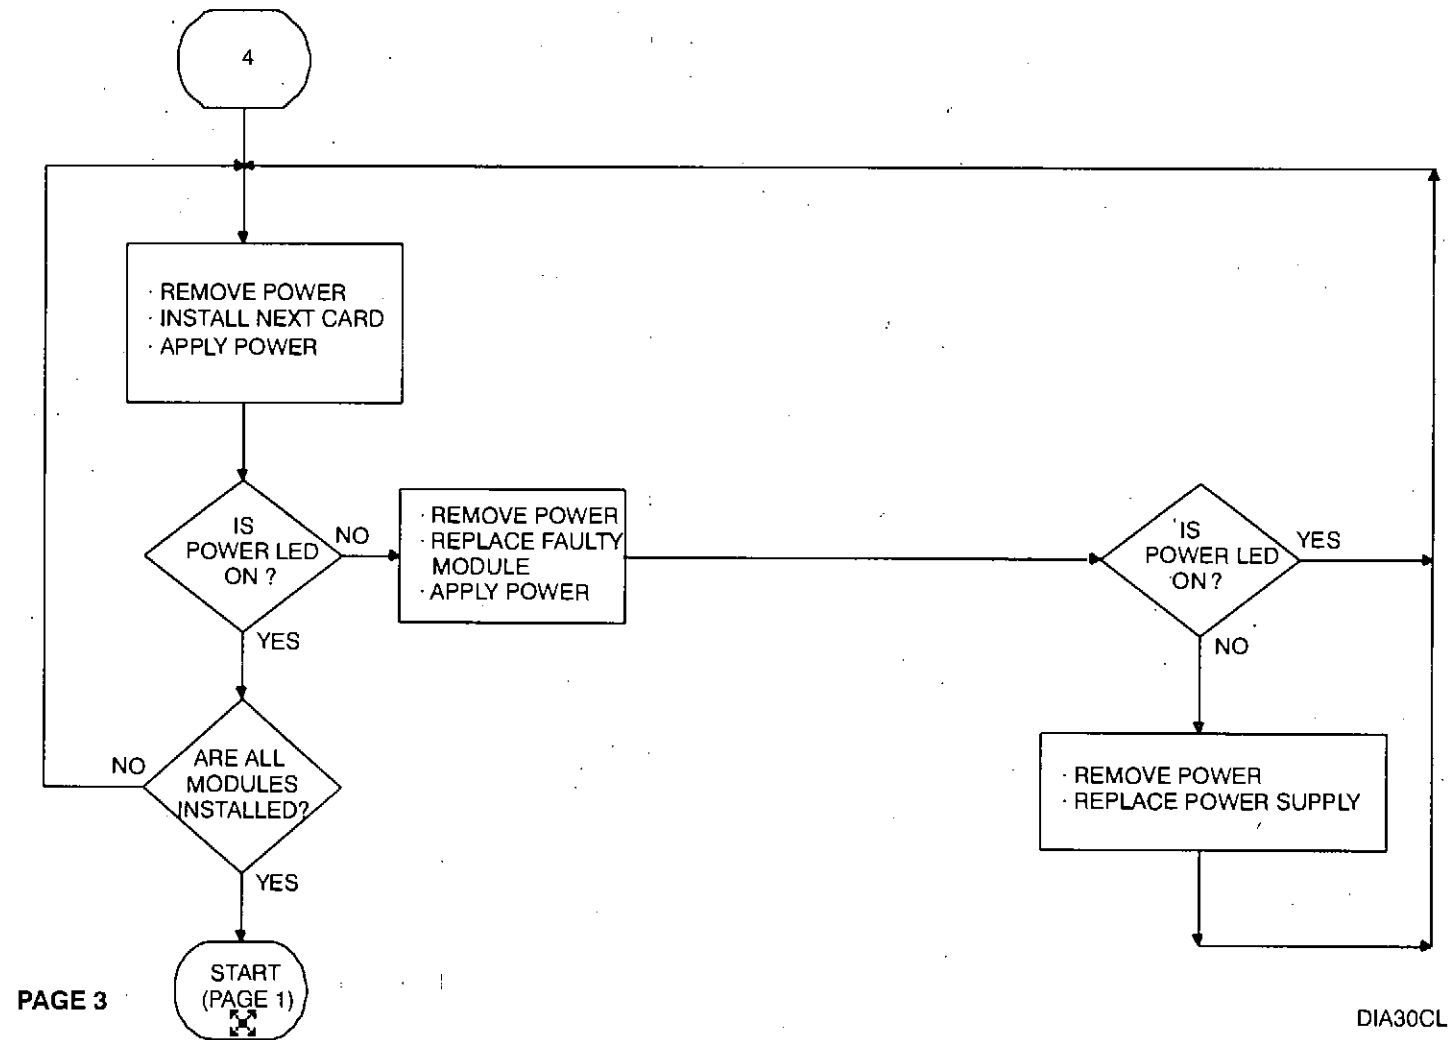 4
· REMOVE POWER
· INSTALL NEXT CARD
· APPLY POWER
IS
POWER LED
ON ?
NO
YES
· REMOVE POWER
· REPLACE FAULTY
MODULE
· APPLY POWER
IS
POWER LED
ON ?
YES
NO
ARE ALL
MODULES
INSTALLED?
NO
YES
· REMOVE POWER
· REPLACE POWER SUPPLY
START
(PAGE 1)
PAGE 3
DIA30CL